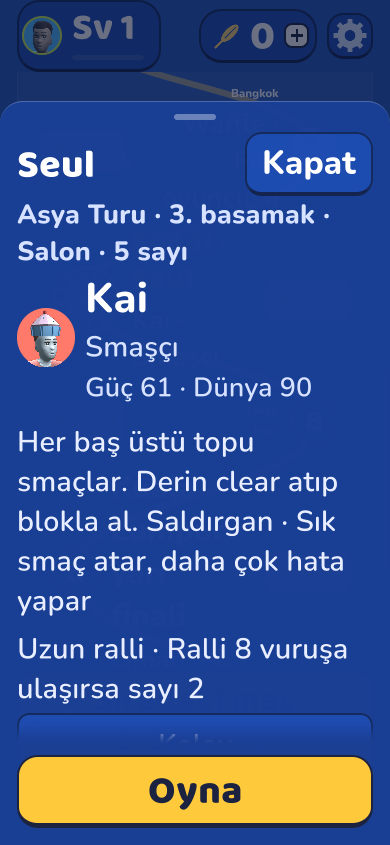 Sv 1
0
Bangkok
Seul
Kapat
Asya Turu · 3. basamak ·
Salon · 5 sayı
Kai
Smaşçı
Güç 61 · Dünya 90
Her baş üstü topu
smaçlar. Derin clear atıp
blokla al. Saldırgan · Sık
smaç atar, daha çok hata
yapar
Uzun ralli · Ralli 8 vuruşa
ulaşırsa sayı 2
Oyna